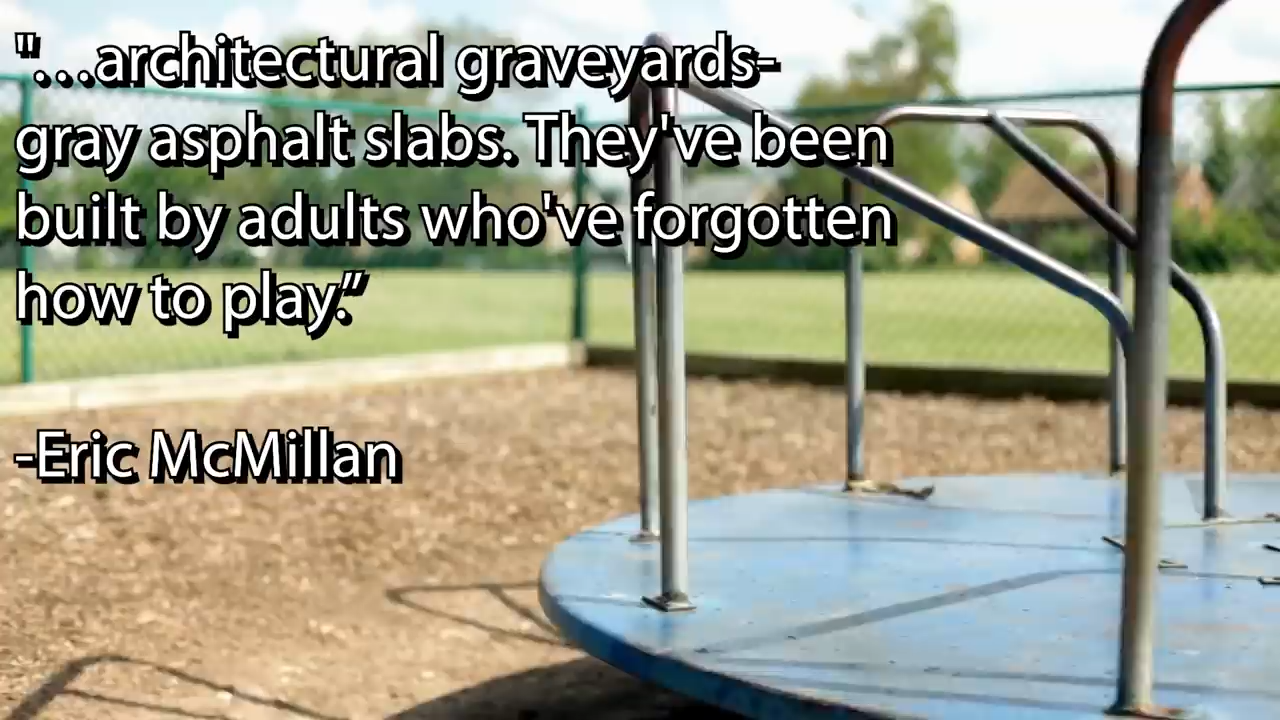 "…architectural graveyards-
gray asphalt slabs. They've been
built by adults who've forgotten
how to play.”
-Eric McMillan